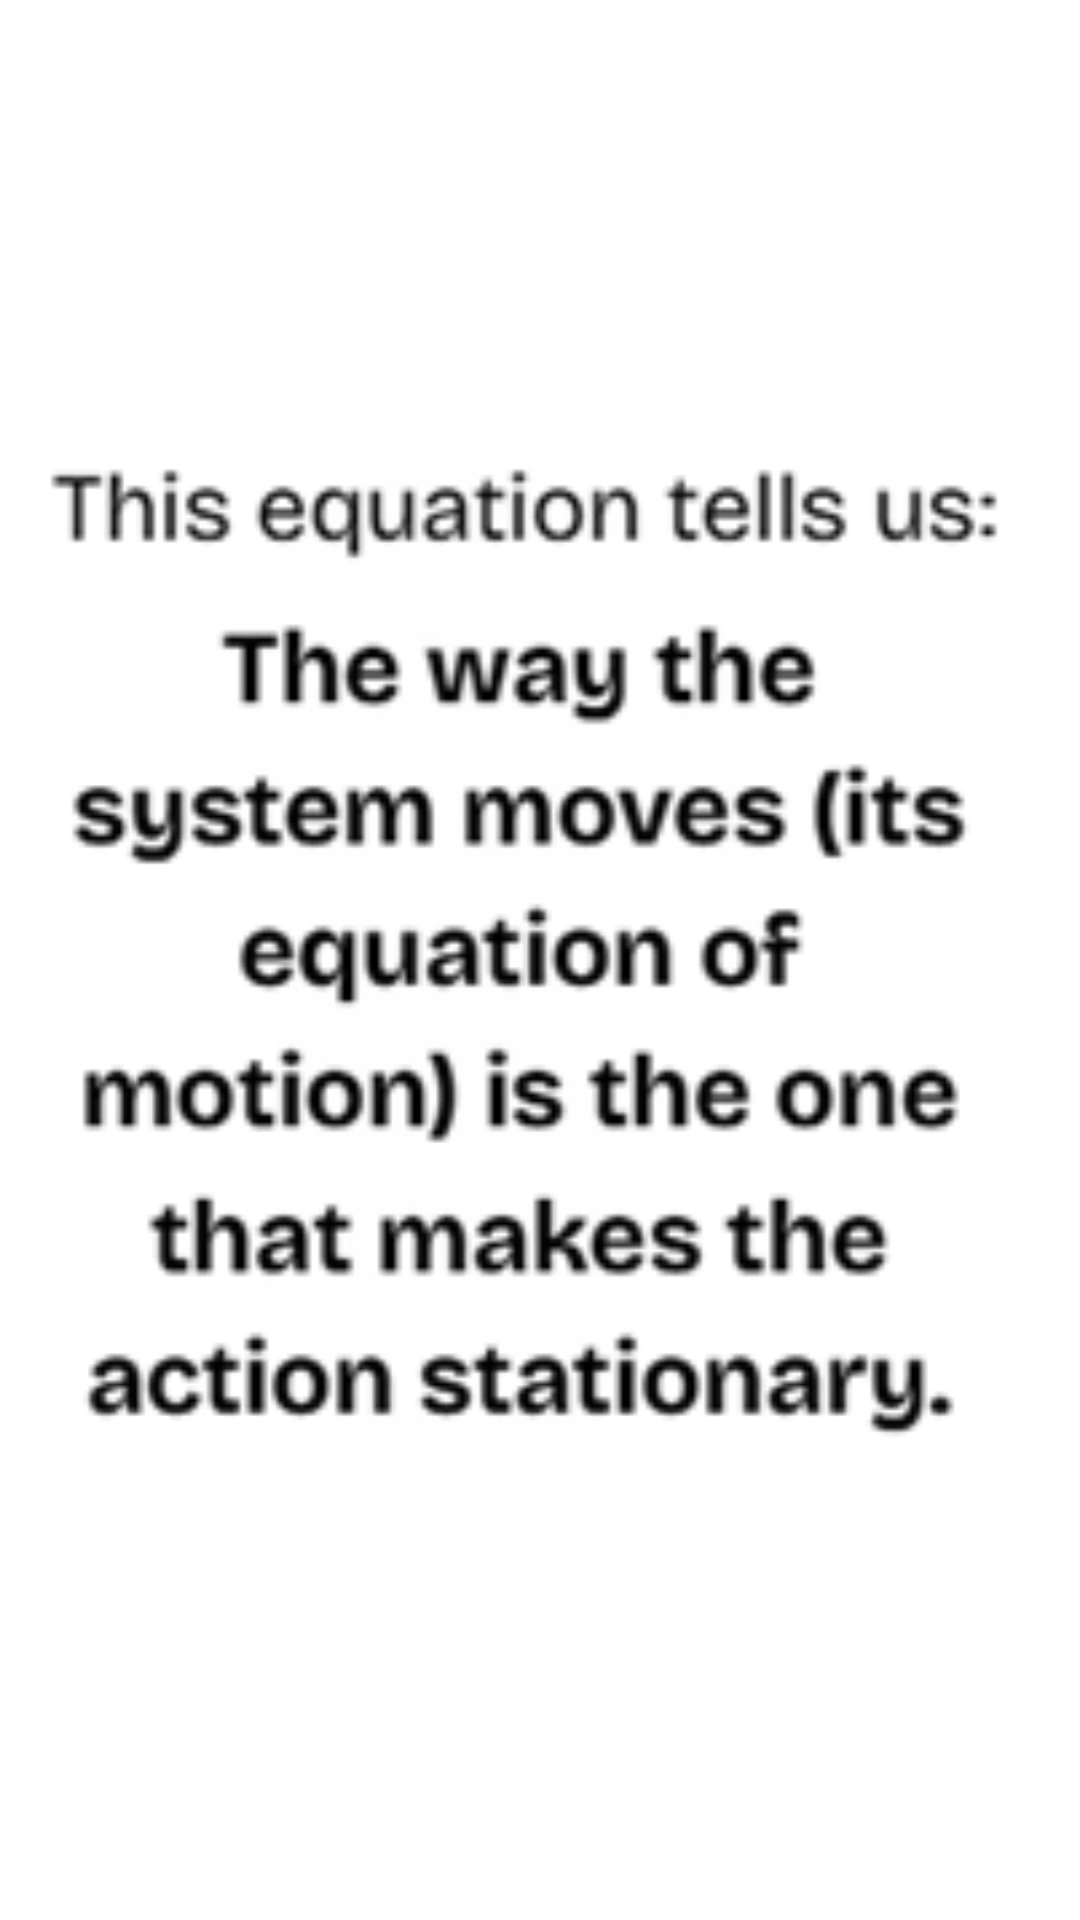 This equation tells us:
The way the
system moves (its
equation of
motion) is the one
that makes the
action stationary.